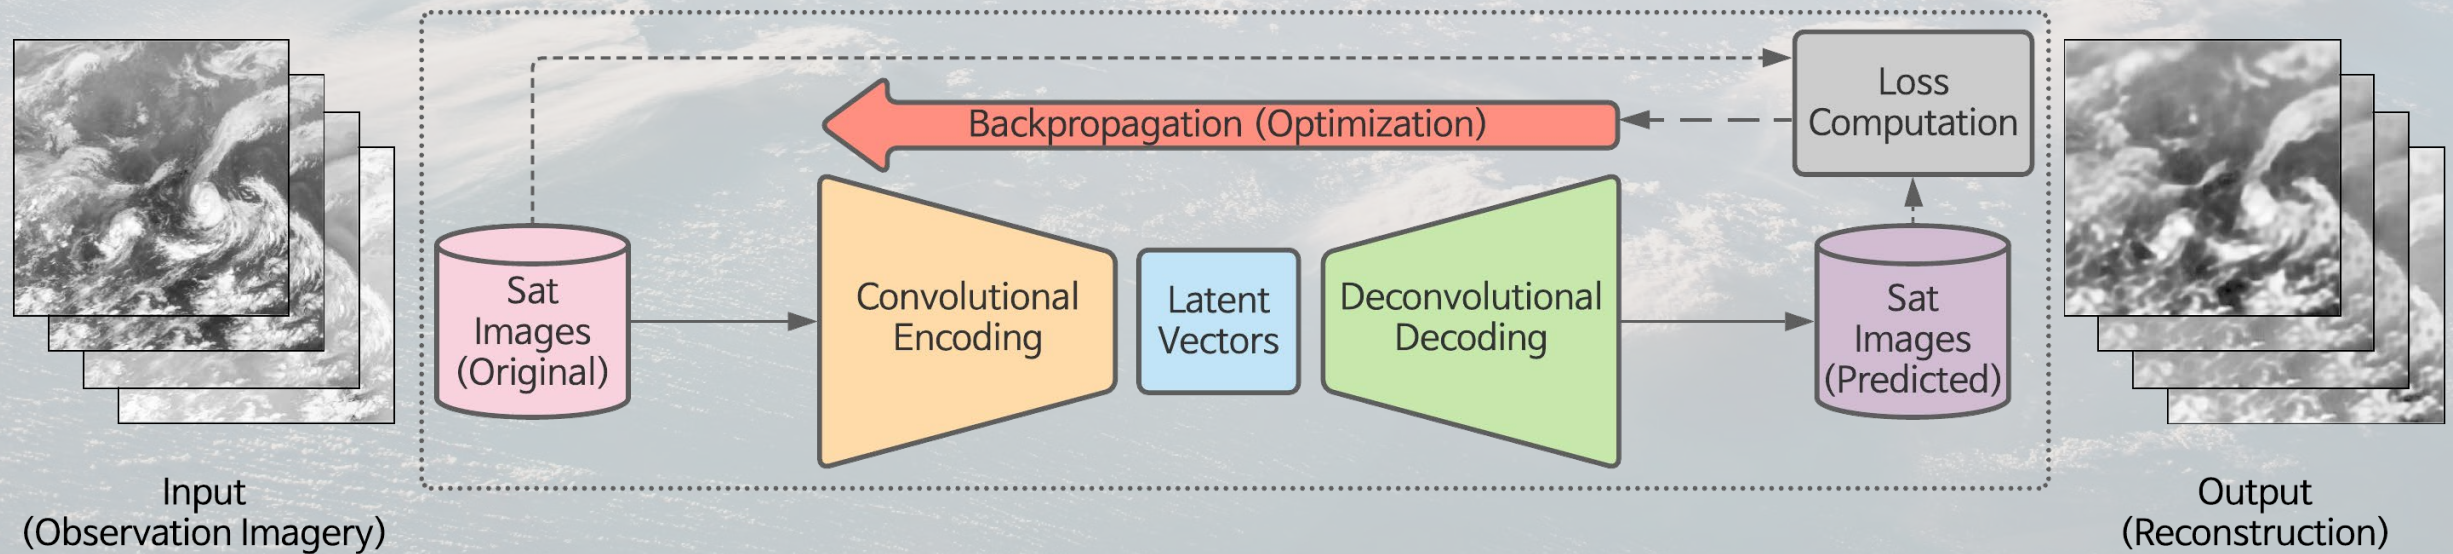 Input
(Observation Imagery)
Sat
Images
(Original)
Backpropagation (Optimization)
Convolutional
Encoding
Latent
Vectors
Deconvolutional
Decoding
Loss
Computation
Sat
Images
(Predicted)
Output
(Reconstruction)